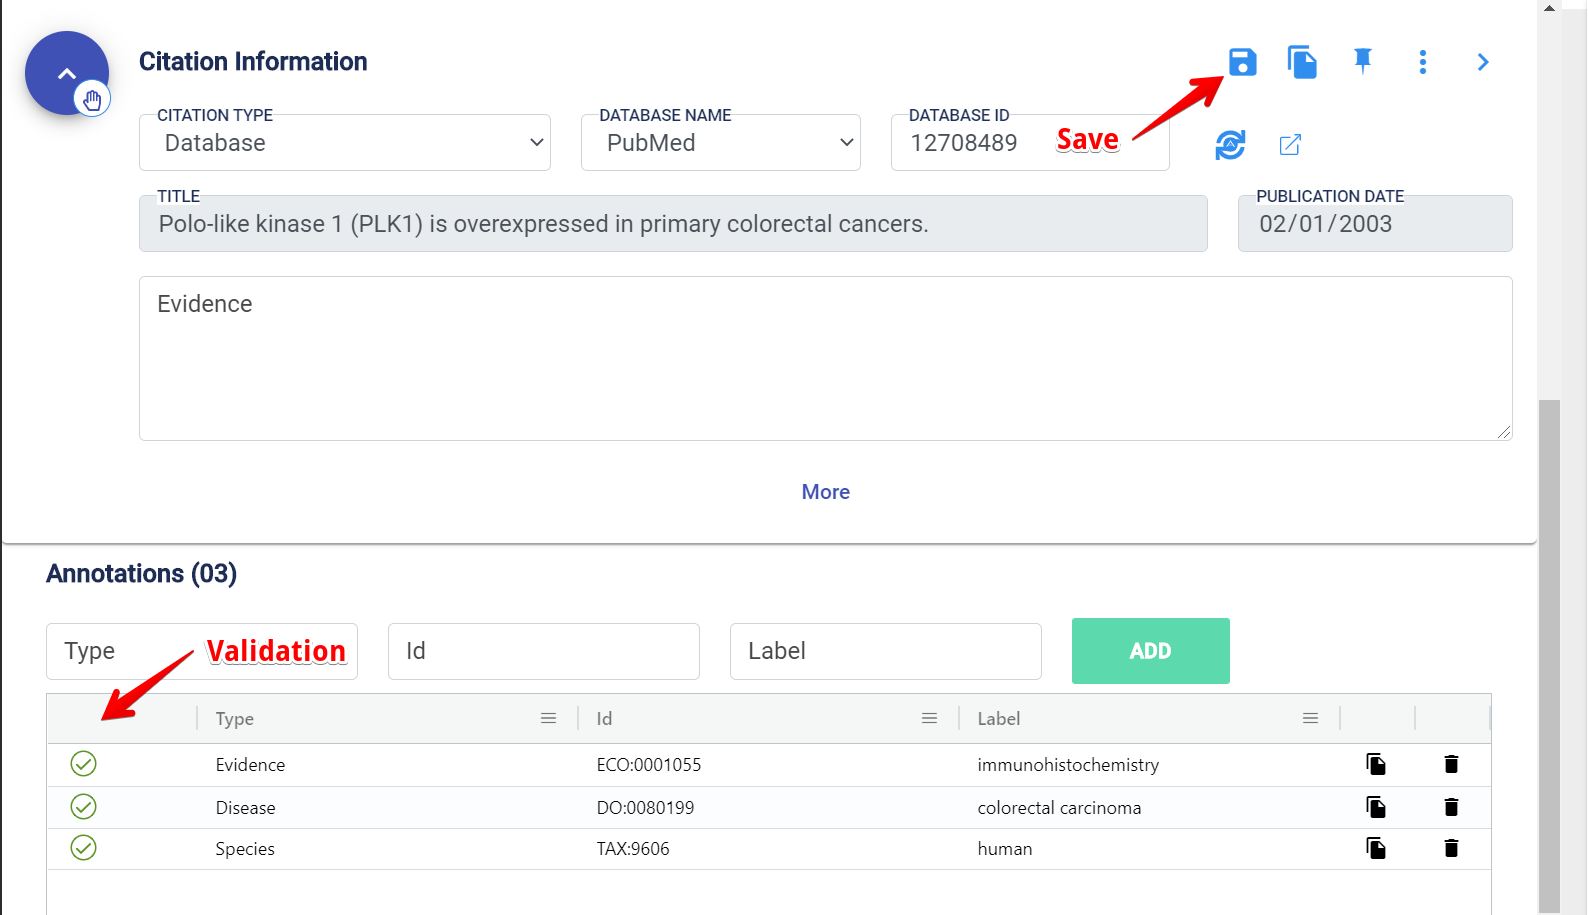 Citation Information
CITATION TYPE
Database
DATABASE NAME
PubMed
DATABASE ID
12708489
Save
TITLE
Polo-like kinase 1 (PLK1) is overexpressed in primary colorectal cancers.
PUBLICATION DATE
02/01/2003
Evidence
More
Annotations (03)
Type
Validation
Id
Label
ADD
Type Id Label
Evidence ECO:0001055 immunohistochemistry
Disease DO:0080199 colorectal carcinoma
Species TAX:9606 human